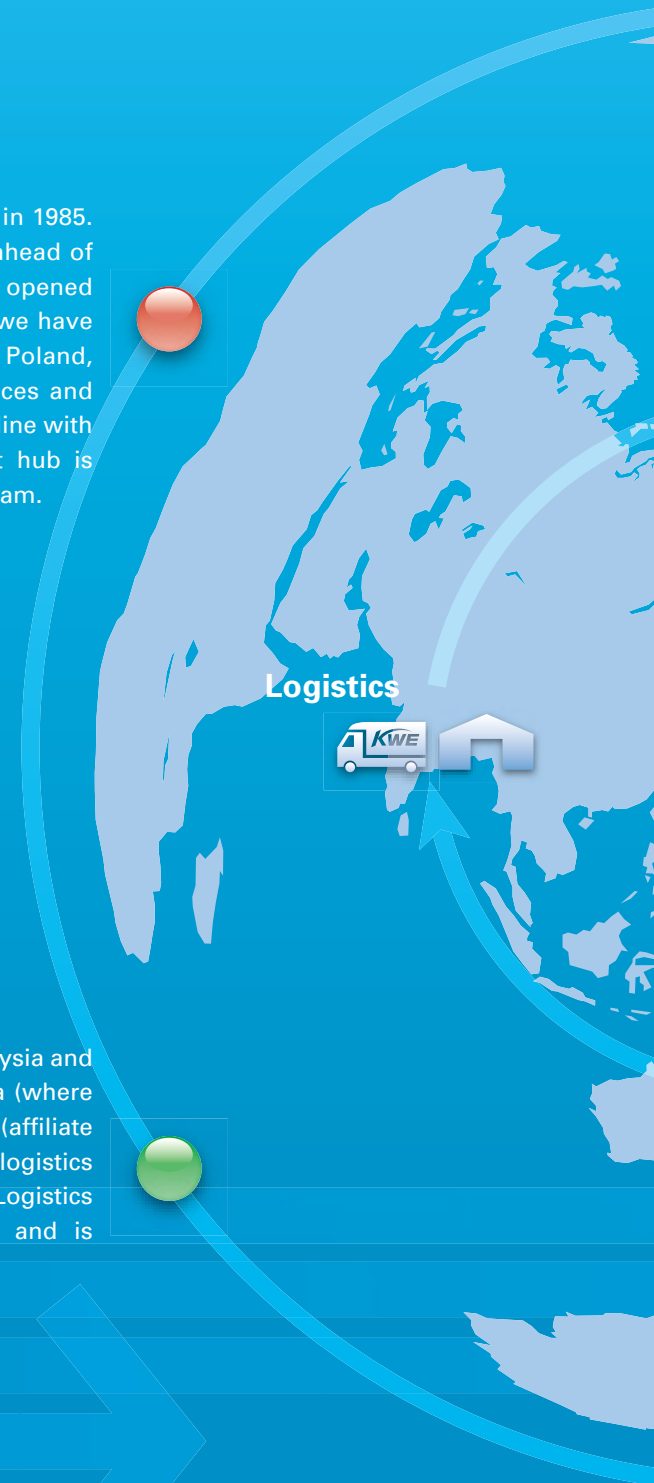 in 1985.
ahead of
opened
we have
Poland,
ces and
line with
hub is
am.
Logistics
KWE
ysia and
(where
(affiliate
logistics
Logistics
and is